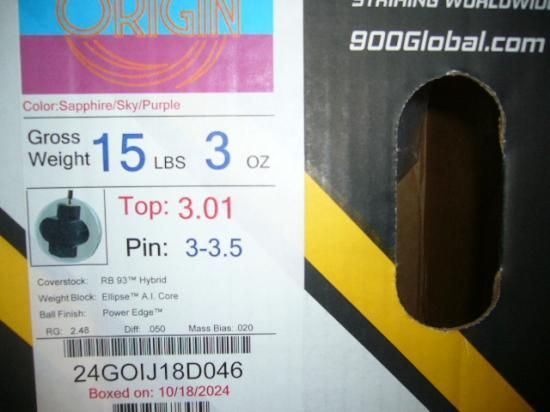 ORIGIN
STRIKING WORLDWIDE
900Global.com
Color:Sapphire/Sky/Purple
Gross Weight 15 LBS 3 OZ
Top: 3.01
Pin: 3-3.5
Coverstock: RB 93™ Hybrid
Weight Block: Ellipse™ A.I. Core
Ball Finish: Power Edge™
RG: 2.48 Diff: .050 Mass Bias: .020
24GOIJ18D046
Boxed on: 10/18/2024